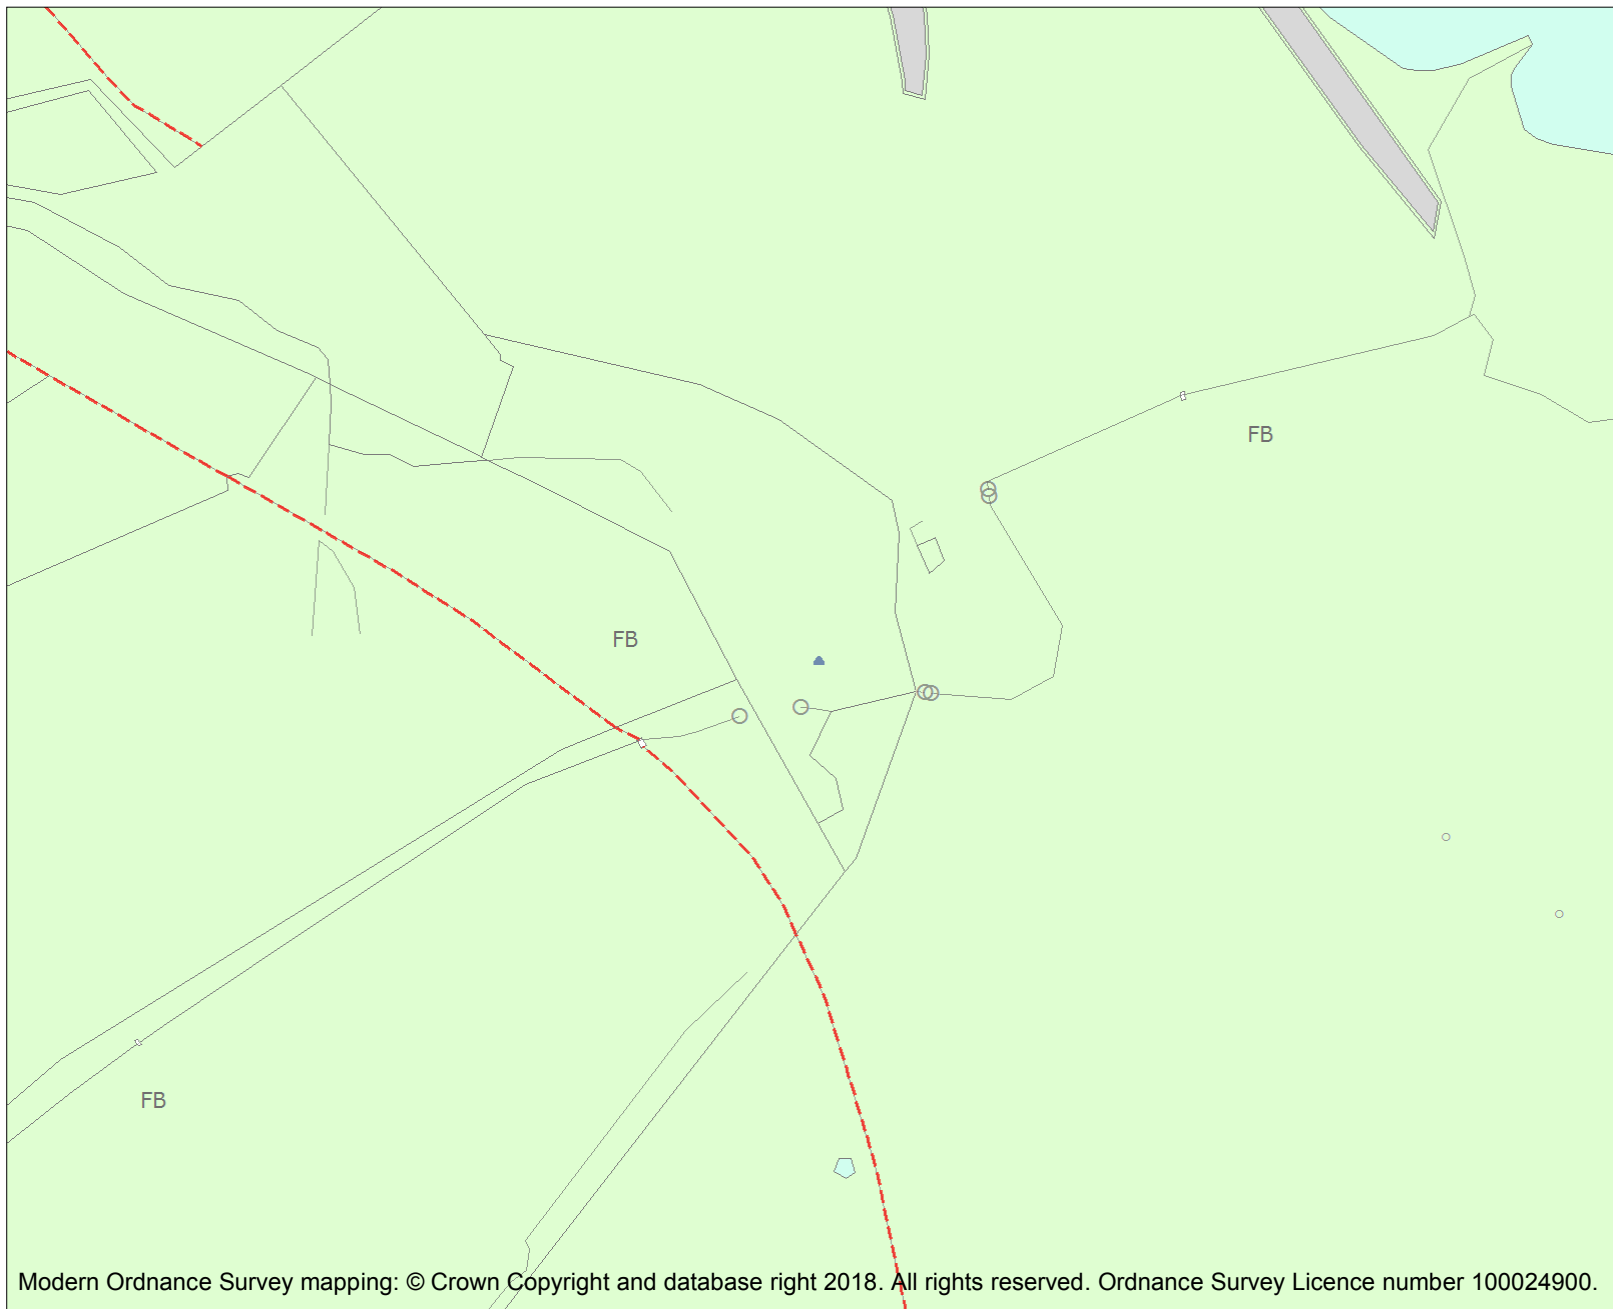 FB
FB
FB
Modern Ordnance Survey mapping: © Crown Copyright and database right 2018. All rights reserved. Ordnance Survey Licence number 100024900.